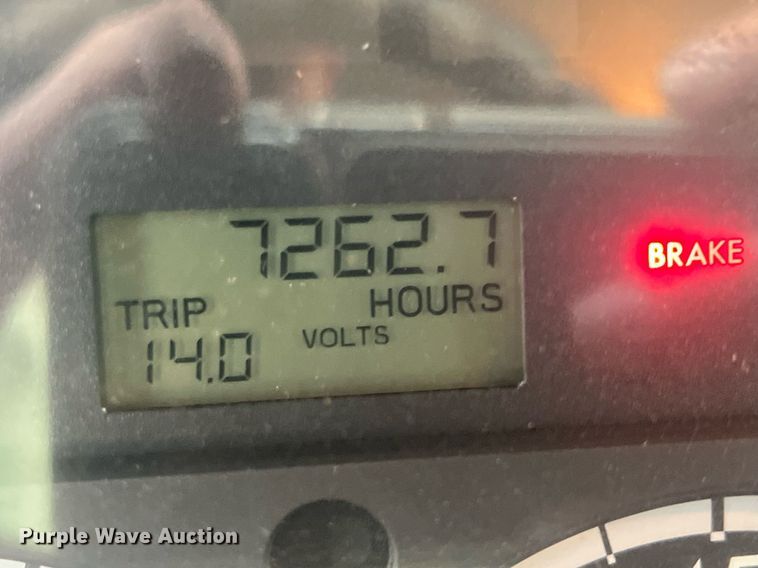 7262.7
BRAKE
TRIP HOURS
14.0 VOLTS
Purple Wave Auction